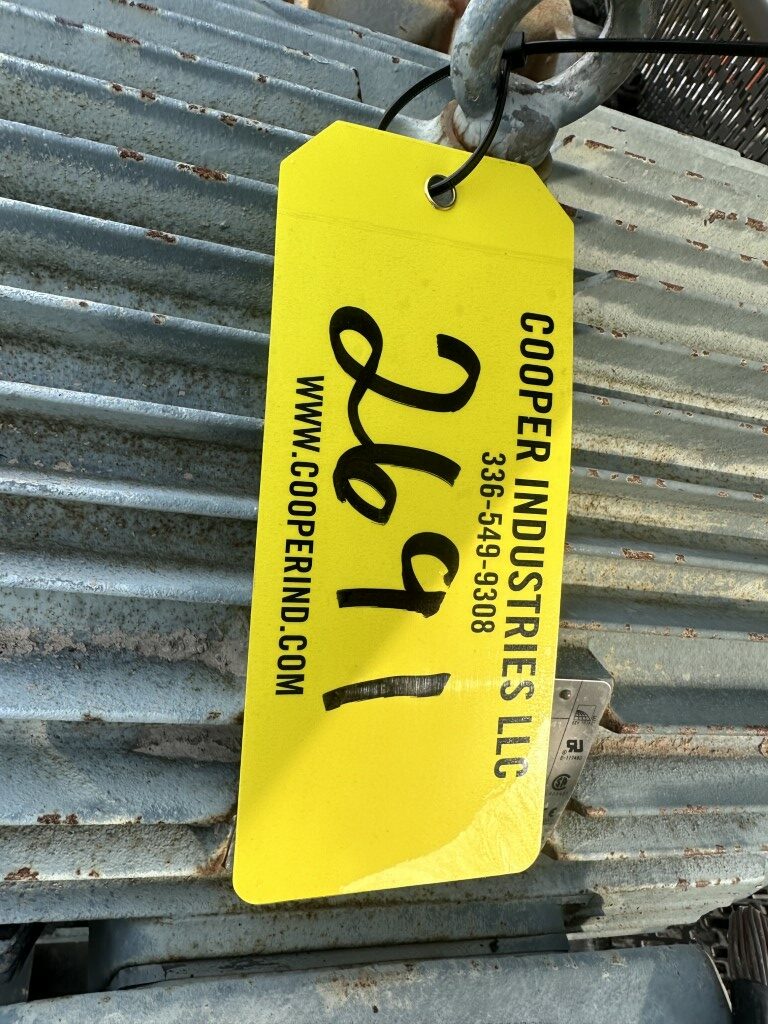 COOPER INDUSTRIES LLC
336-549-9308
2691
WWW.COOPERIND.COM